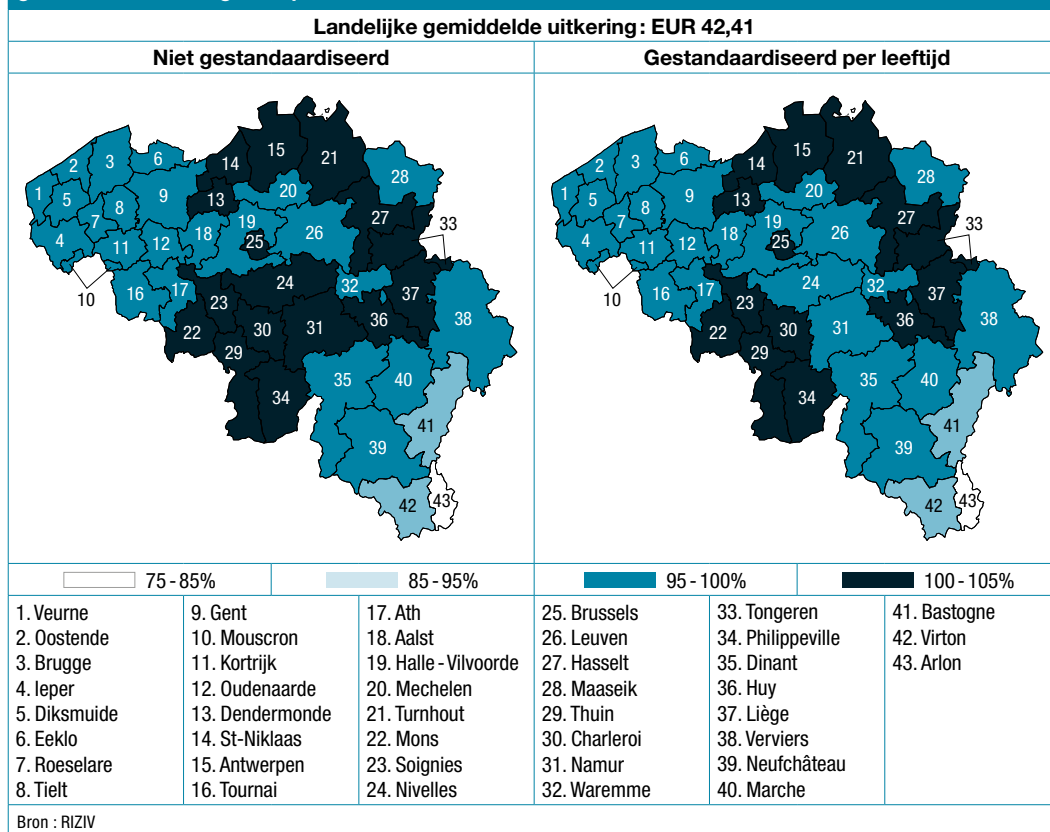 Landelijke gemiddelde uitkering : EUR 42,41
Niet gestandaardiseerd
Gestandaardiseerd per leeftijd
1
2
3
4
5
6
7
8
9
10
11
12
13
14
15
16
17
18
19
20
21
22
23
24
25
26
27
28
29
30
31
32
33
34
35
36
37
38
39
40
41
42
43
1
2
3
4
5
6
7
8
9
10
11
12
13
14
15
16
17
18
19
20
21
22
23
24
25
26
27
28
29
30
31
32
33
34
35
36
37
38
39
40
41
42
43
75 - 85%
85 - 95%
95 - 100%
100 - 105%
1. Veurne
2. Oostende
3. Brugge
4. Ieper
5. Diksmuide
6. Eeklo
7. Roeselare
8. Tielt
9. Gent
10. Mouscron
11. Kortrijk
12. Oudenaarde
13. Dendermonde
14. St-Niklaas
15. Antwerpen
16. Tournai
17. Ath
18. Aalst
19. Halle - Vilvoorde
20. Mechelen
21. Turnhout
22. Mons
23. Soignies
24. Nivelles
25. Brussels
26. Leuven
27. Hasselt
28. Maaseik
29. Thuin
30. Charleroi
31. Namur
32. Waremme
33. Tongeren
34. Philippeville
35. Dinant
36. Huy
37. Liège
38. Verviers
39. Neufchâteau
40. Marche
41. Bastogne
42. Virton
43. Arlon
Bron : RIZIV